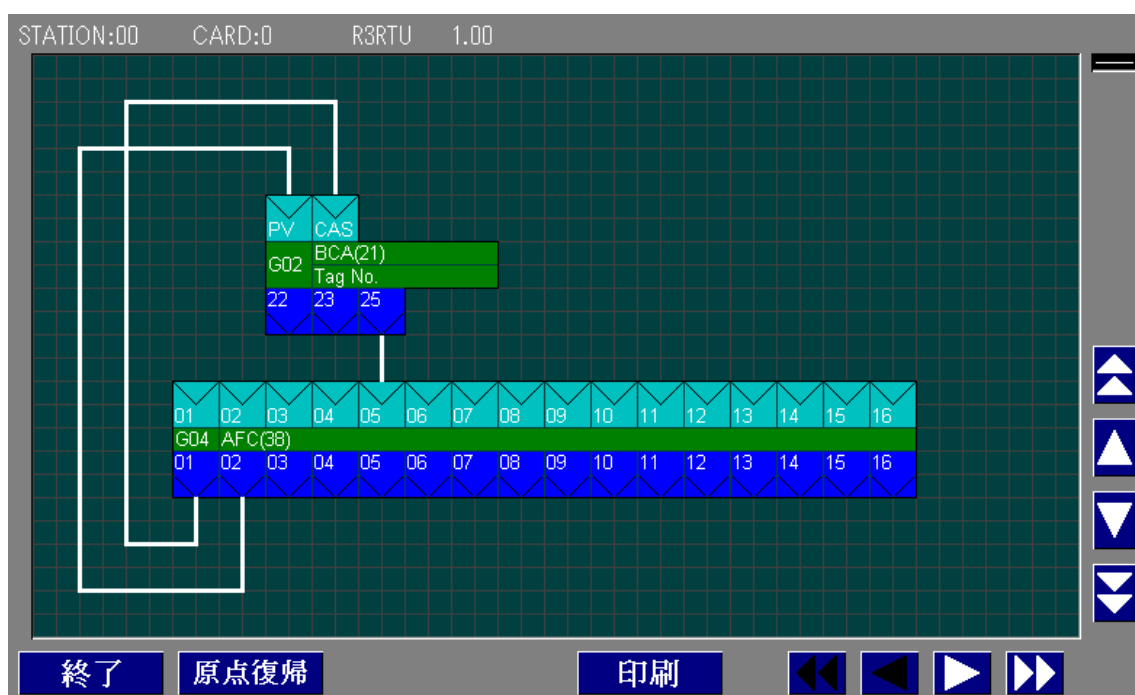 STATION:00 CARD:0 R3RTU 1.00
PV CAS
G02 BCA(21)
Tag No.
22 23 25
01 02 03 04 05 06 07 08 09 10 11 12 13 14 15 16
G04 AFC(38)
01 02 03 04 05 06 07 08 09 10 11 12 13 14 15 16
終了 原点復帰 印刷